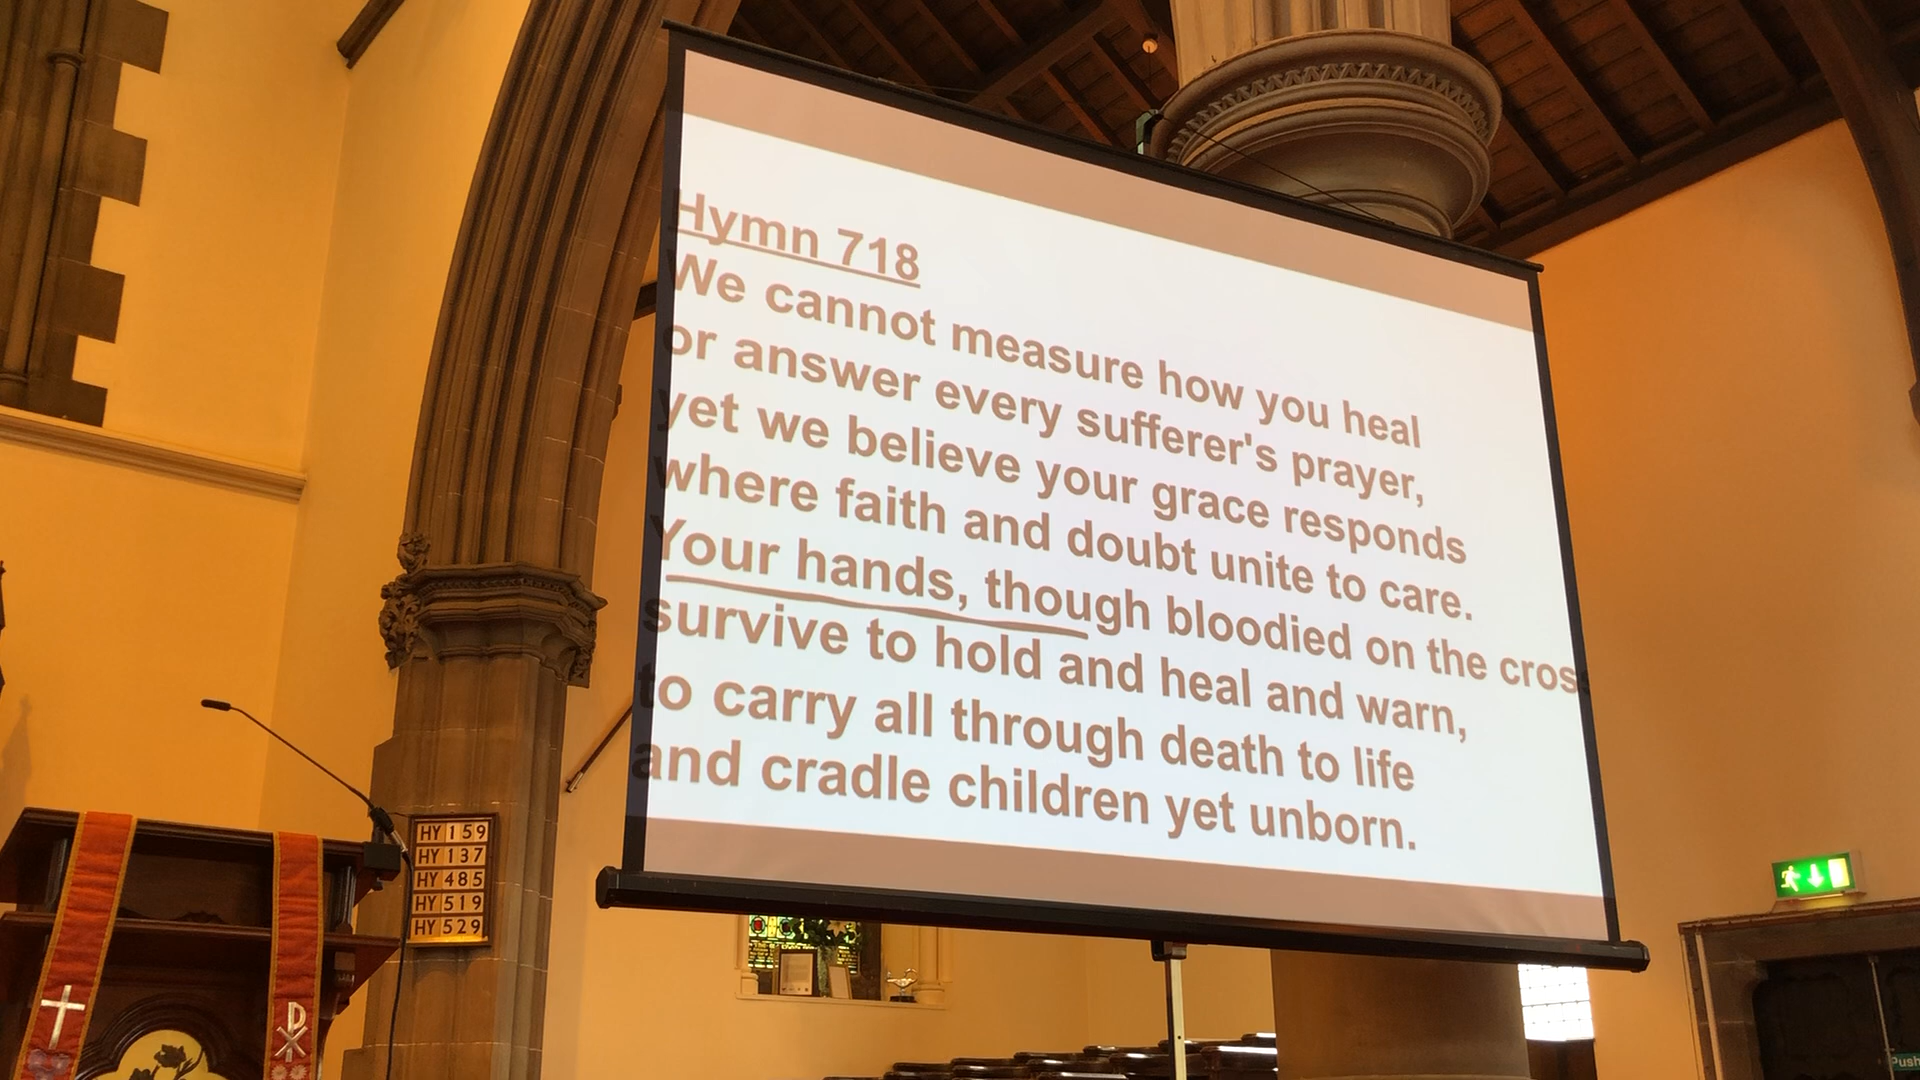 Hymn 718
We cannot measure how you heal
or answer every sufferer's prayer,
yet we believe your grace responds
where faith and doubt unite to care.
Your hands, though bloodied on the cros
survive to hold and heal and warn,
to carry all through death to life
and cradle children yet unborn.
HY 159
HY 137
HY 485
HY 519
HY 529
Push